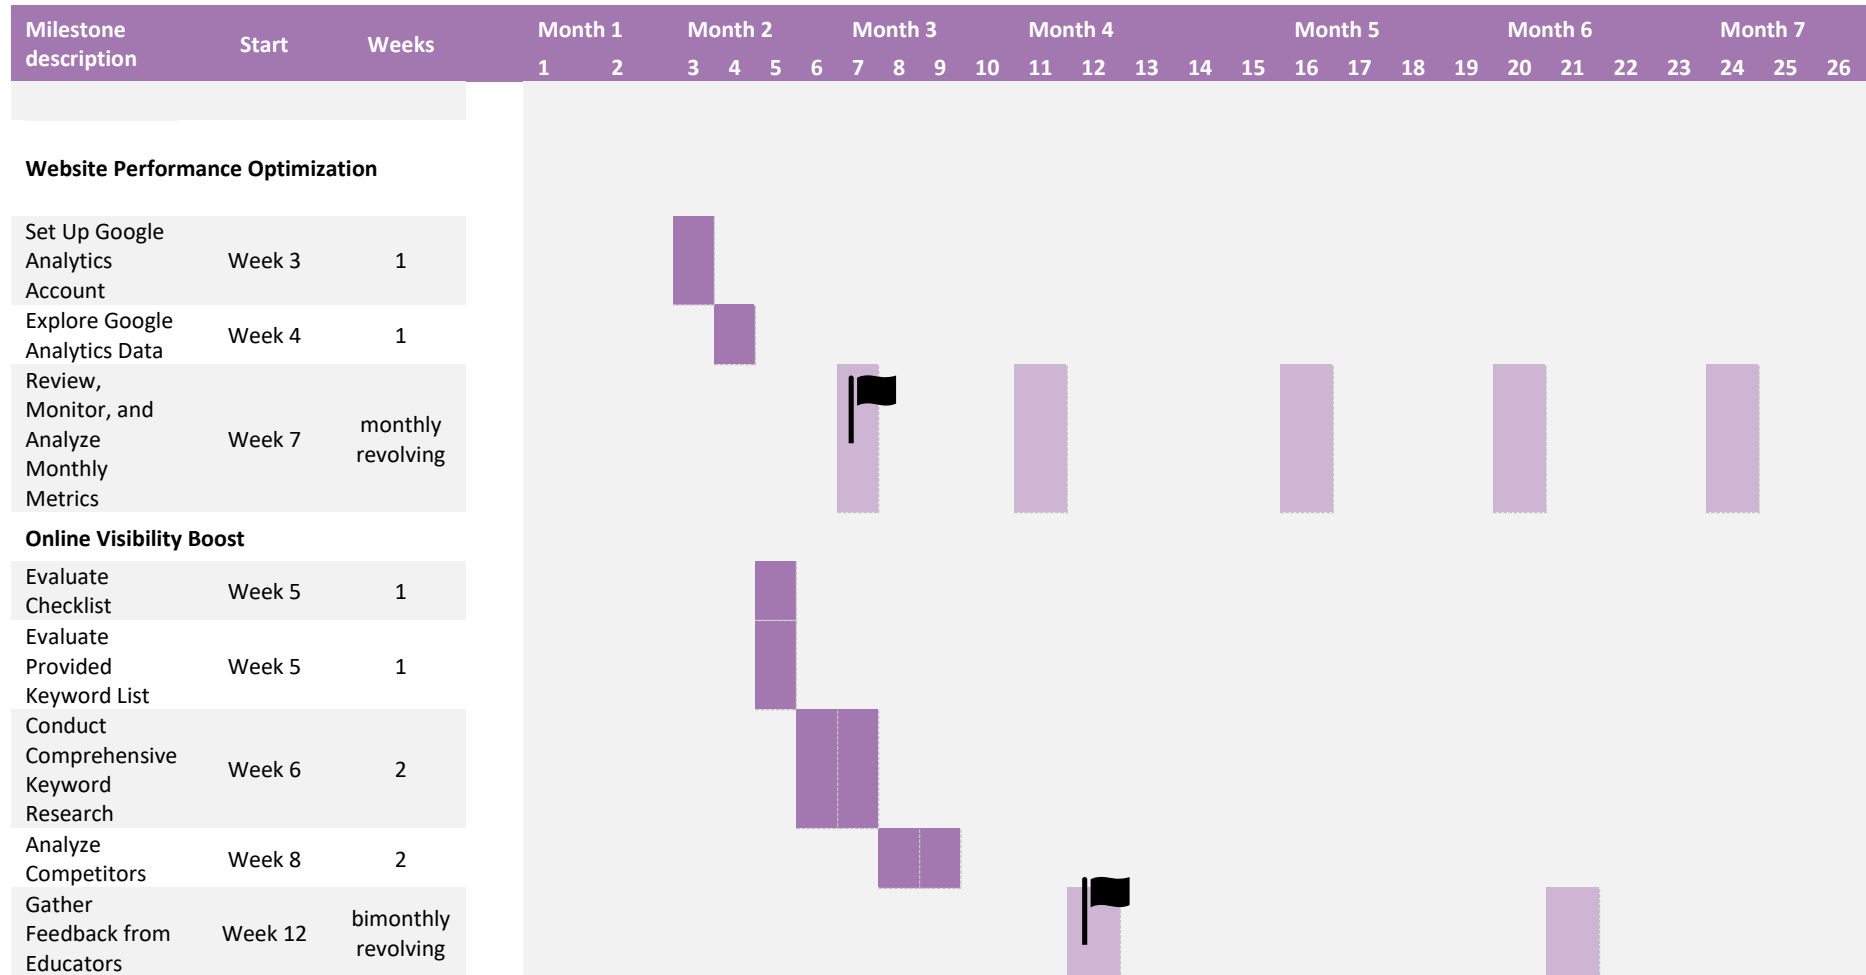 Milestone description Start Weeks Month 1 Month 2 Month 3 Month 4 Month 5 Month 6 Month 7
1 2 3 4 5 6 7 8 9 10 11 12 13 14 15 16 17 18 19 20 21 22 23 24 25 26
Website Performance Optimization
Set Up Google
Analytics
Account
Week 3
1
Explore Google
Analytics Data
Week 4
1
Review,
Monitor, and
Analyze
Monthly
Metrics
Week 7
monthly
revolving
Online Visibility Boost
Evaluate
Checklist
Week 5
1
Evaluate
Provided
Keyword List
Week 5
1
Conduct
Comprehensive
Keyword
Research
Week 6
2
Analyze
Competitors
Week 8
2
Gather
Feedback from
Educators
Week 12
bimonthly
revolving